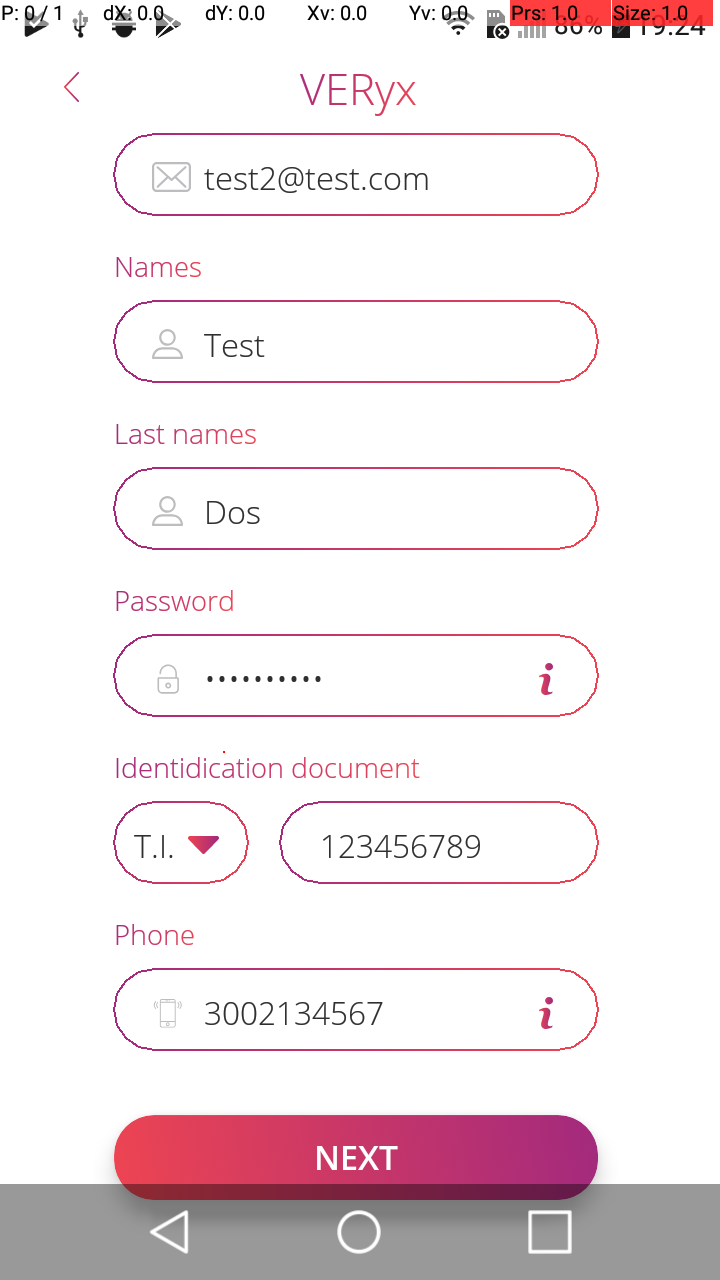 P: 0 / 1 dX: 0.0 dY: 0.0 Xv: 0.0 Yv: 0.0 Prs: 1.0 Size: 1.0
86% 19:24
VERyx
test2@test.com
Names
Test
Last names
Dos
Password
••••••••••
Identidication document
T.I. 123456789
Phone
3002134567
NEXT